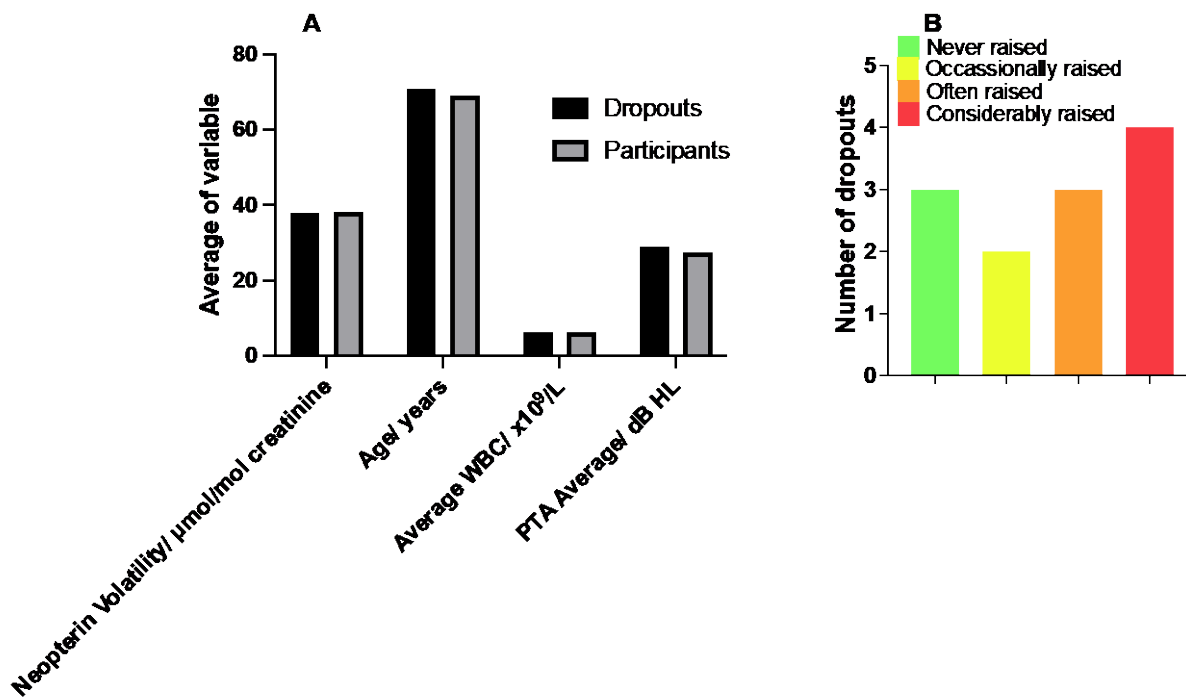 A
80
60
40
20
0
Average of variable
Dropouts
Participants
Neopterin Volatility/ µmol/mol creatinine
Age/ years
Average WBC/ x10⁹/L
PTA Average/ dB HL
B
Never raised
Occassionally raised
Often raised
Considerably raised
5
4
3
2
1
0
Number of dropouts